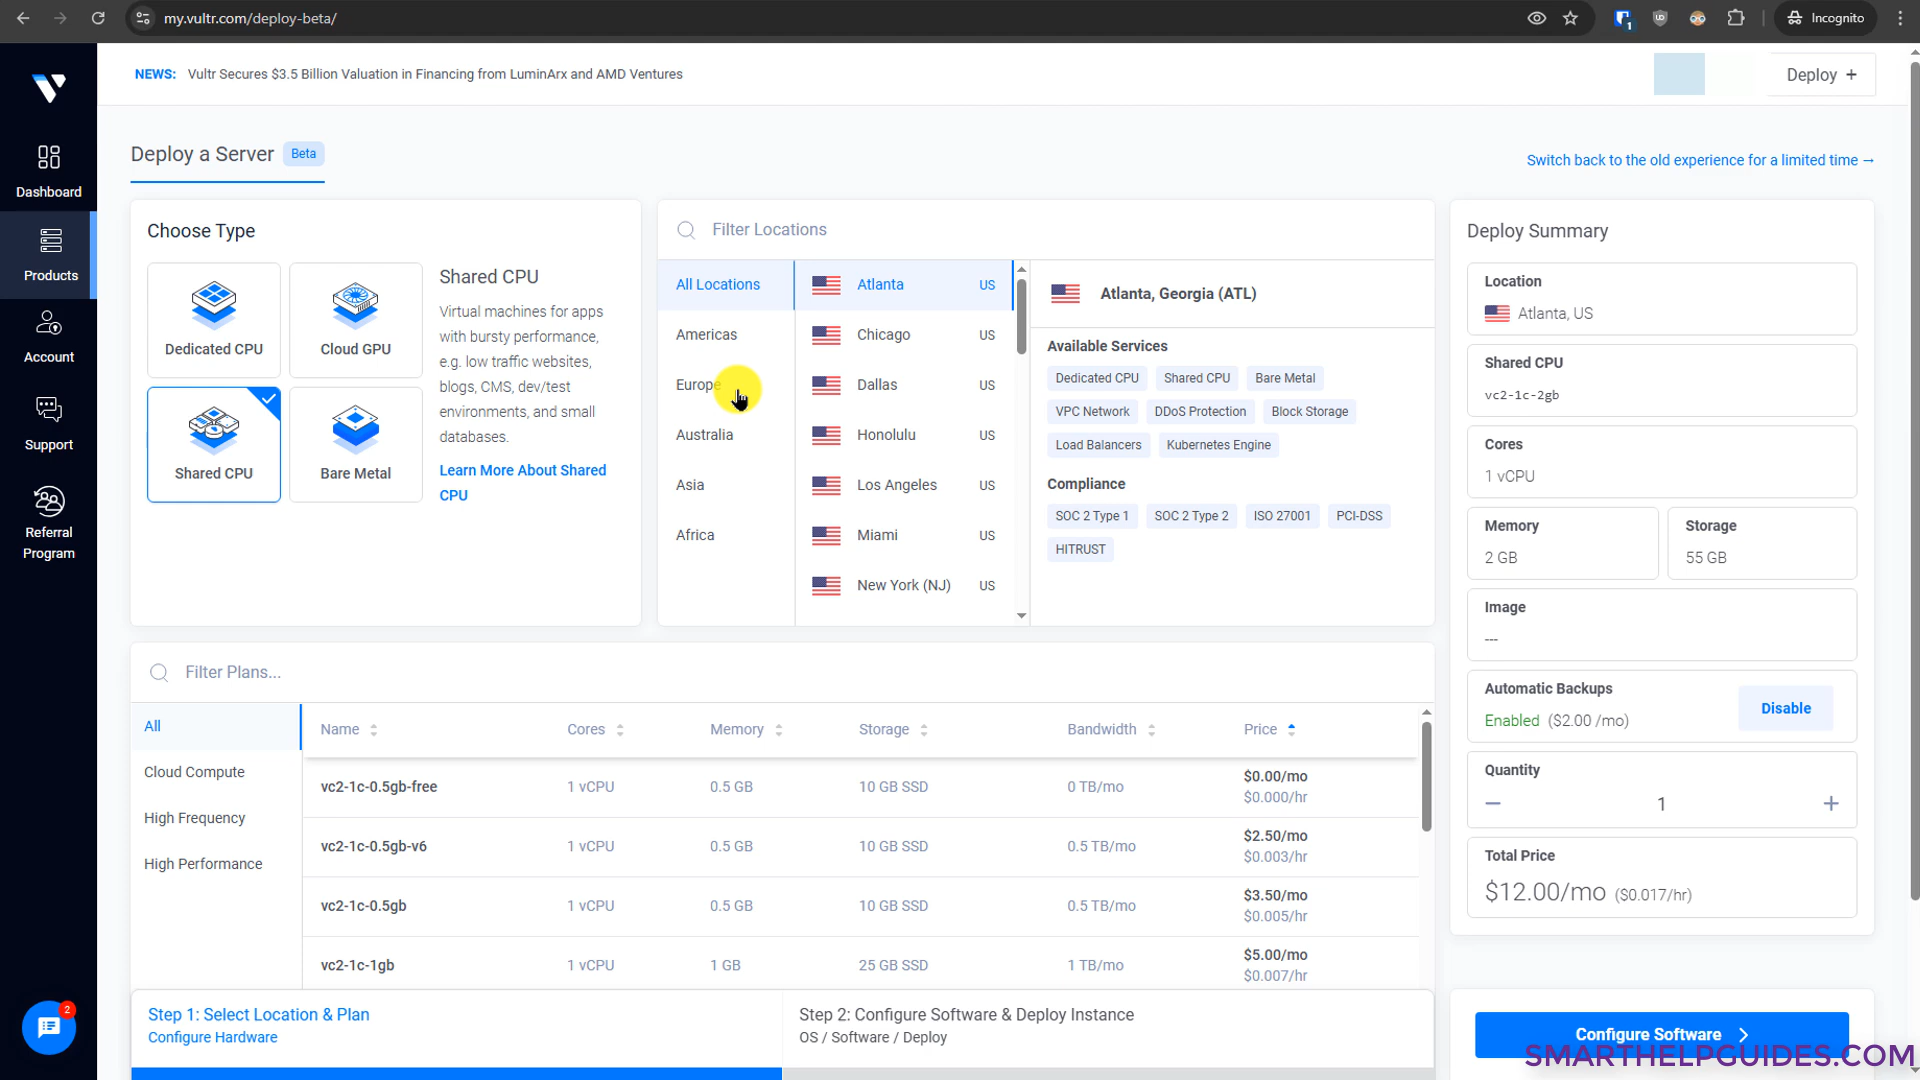 my.vultr.com/deploy-beta/
1
UD
Incognito
NEWS: Vultr Secures $3.5 Billion Valuation in Financing from LuminArx and AMD Ventures
Deploy +
Dashboard
Products
Account
Support
Referral
Program
2
Deploy a Server Beta
Switch back to the old experience for a limited time →
Choose Type
Dedicated CPU
Cloud GPU
Shared CPU
Bare Metal
Shared CPU
Virtual machines for apps
with bursty performance,
e.g. low traffic websites,
blogs, CMS, dev/test
environments, and small
databases.
Learn More About Shared
CPU
Filter Locations
All Locations
Americas
Europe
Australia
Asia
Africa
Atlanta US
Chicago US
Dallas US
Honolulu US
Los Angeles US
Miami US
New York (NJ) US
Atlanta, Georgia (ATL)
Available Services
Dedicated CPU Shared CPU Bare Metal
VPC Network DDoS Protection Block Storage
Load Balancers Kubernetes Engine
Compliance
SOC 2 Type 1 SOC 2 Type 2 ISO 27001 PCI-DSS
HITRUST
Deploy Summary
Location
Atlanta, US
Shared CPU
vc2-1c-2gb
Cores
1 vCPU
Memory
2 GB
Storage
55 GB
Image
---
Automatic Backups
Enabled ($2.00 /mo)
Disable
Quantity
− 1 +
Total Price
$12.00/mo ($0.017/hr)
Filter Plans...
All
Cloud Compute
High Frequency
High Performance
Name Cores Memory Storage Bandwidth Price
vc2-1c-0.5gb-free 1 vCPU 0.5 GB 10 GB SSD 0 TB/mo $0.00/mo
$0.000/hr
vc2-1c-0.5gb-v6 1 vCPU 0.5 GB 10 GB SSD 0.5 TB/mo $2.50/mo
$0.003/hr
vc2-1c-0.5gb 1 vCPU 0.5 GB 10 GB SSD 0.5 TB/mo $3.50/mo
$0.005/hr
vc2-1c-1gb 1 vCPU 1 GB 25 GB SSD 1 TB/mo $5.00/mo
$0.007/hr
Step 1: Select Location & Plan
Configure Hardware
Step 2: Configure Software & Deploy Instance
OS / Software / Deploy
Configure Software
SMARTHELPGUIDES.COM